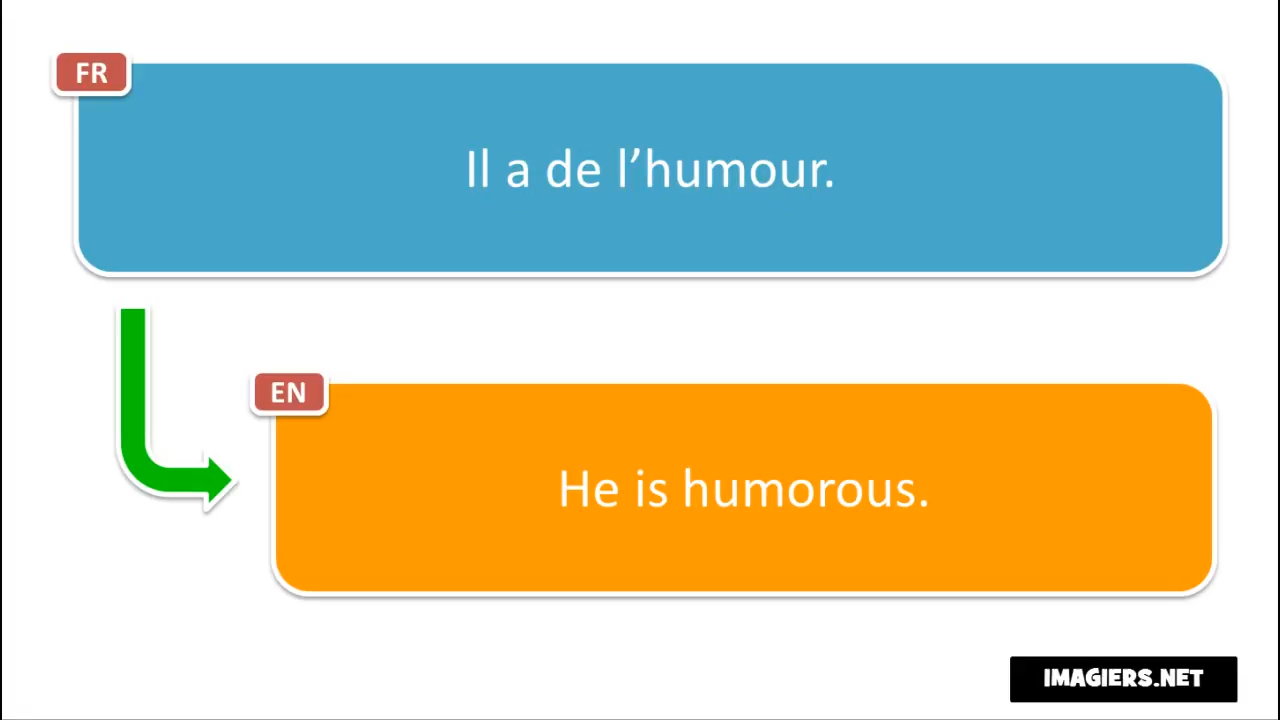 FR
Il a de l’humour.
EN
He is humorous.
IMAGIERS.NET